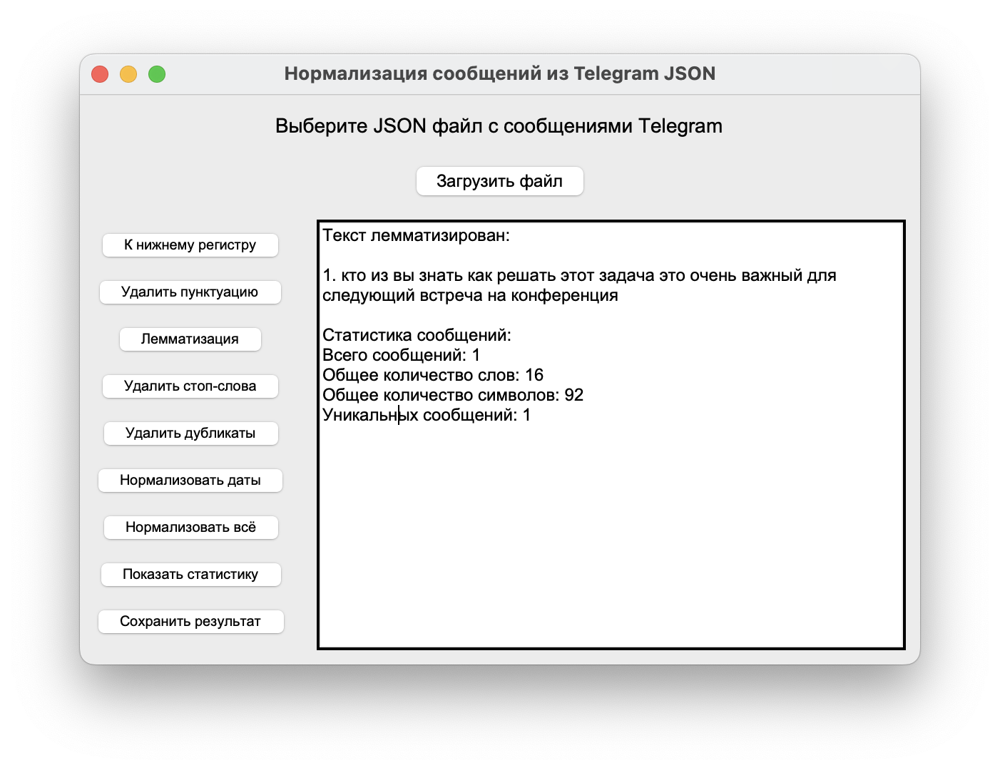 Нормализация сообщений из Telegram JSON
Выберите JSON файл с сообщениями Telegram
Загрузить файл
К нижнему регистру
Удалить пунктуацию
Лемматизация
Удалить стоп-слова
Удалить дубликаты
Нормализовать даты
Нормализовать всё
Показать статистику
Сохранить результат
Текст лемматизирован:
1. кто из вы знать как решать этот задача это очень важный для
следующий встреча на конференция
Статистика сообщений:
Всего сообщений: 1
Общее количество слов: 16
Общее количество символов: 92
Уникальных сообщений: 1